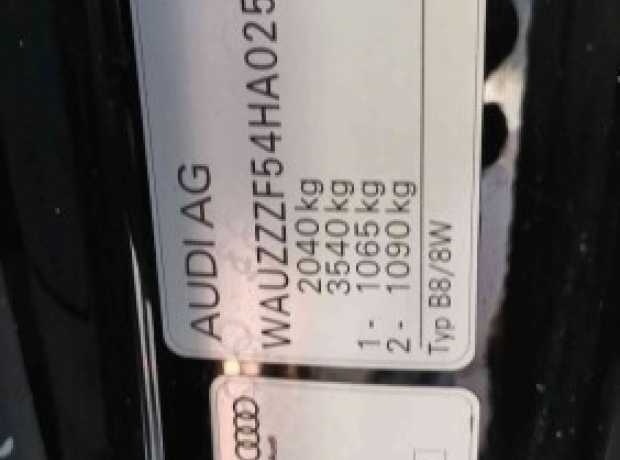 AUDI AG
WAUZZZF54HA025
2040 kg
3540 kg
1 - 1065 kg
2 - 1090 kg
Typ B8/8W